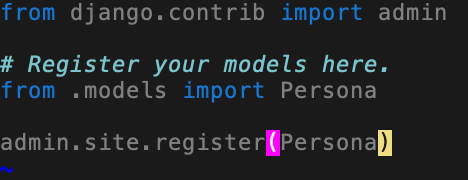 from django.contrib import admin
# Register your models here.
from .models import Persona
admin.site.register(Persona)
~